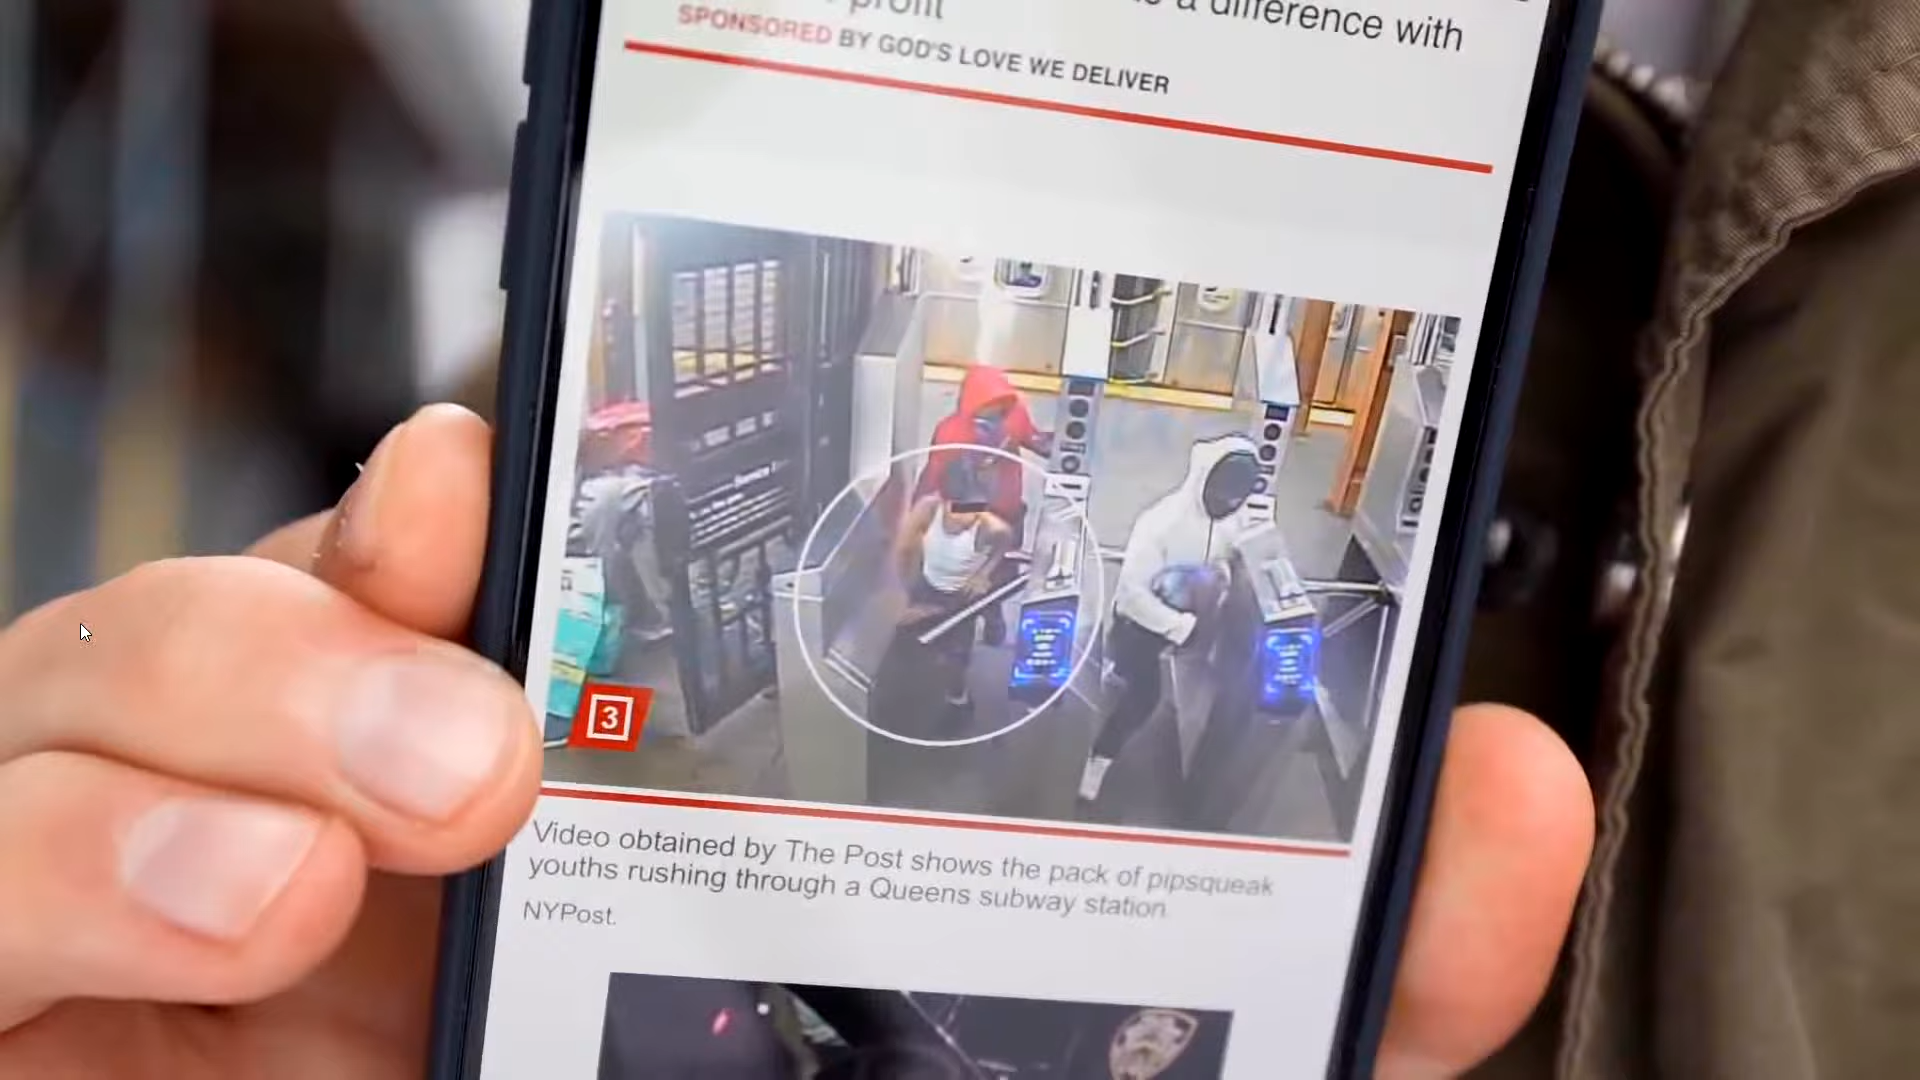 profit
a difference with
SPONSORED BY GOD'S LOVE WE DELIVER
3
Video obtained by The Post shows the pack of pipsqueak
youths rushing through a Queens subway station.
NYPost.